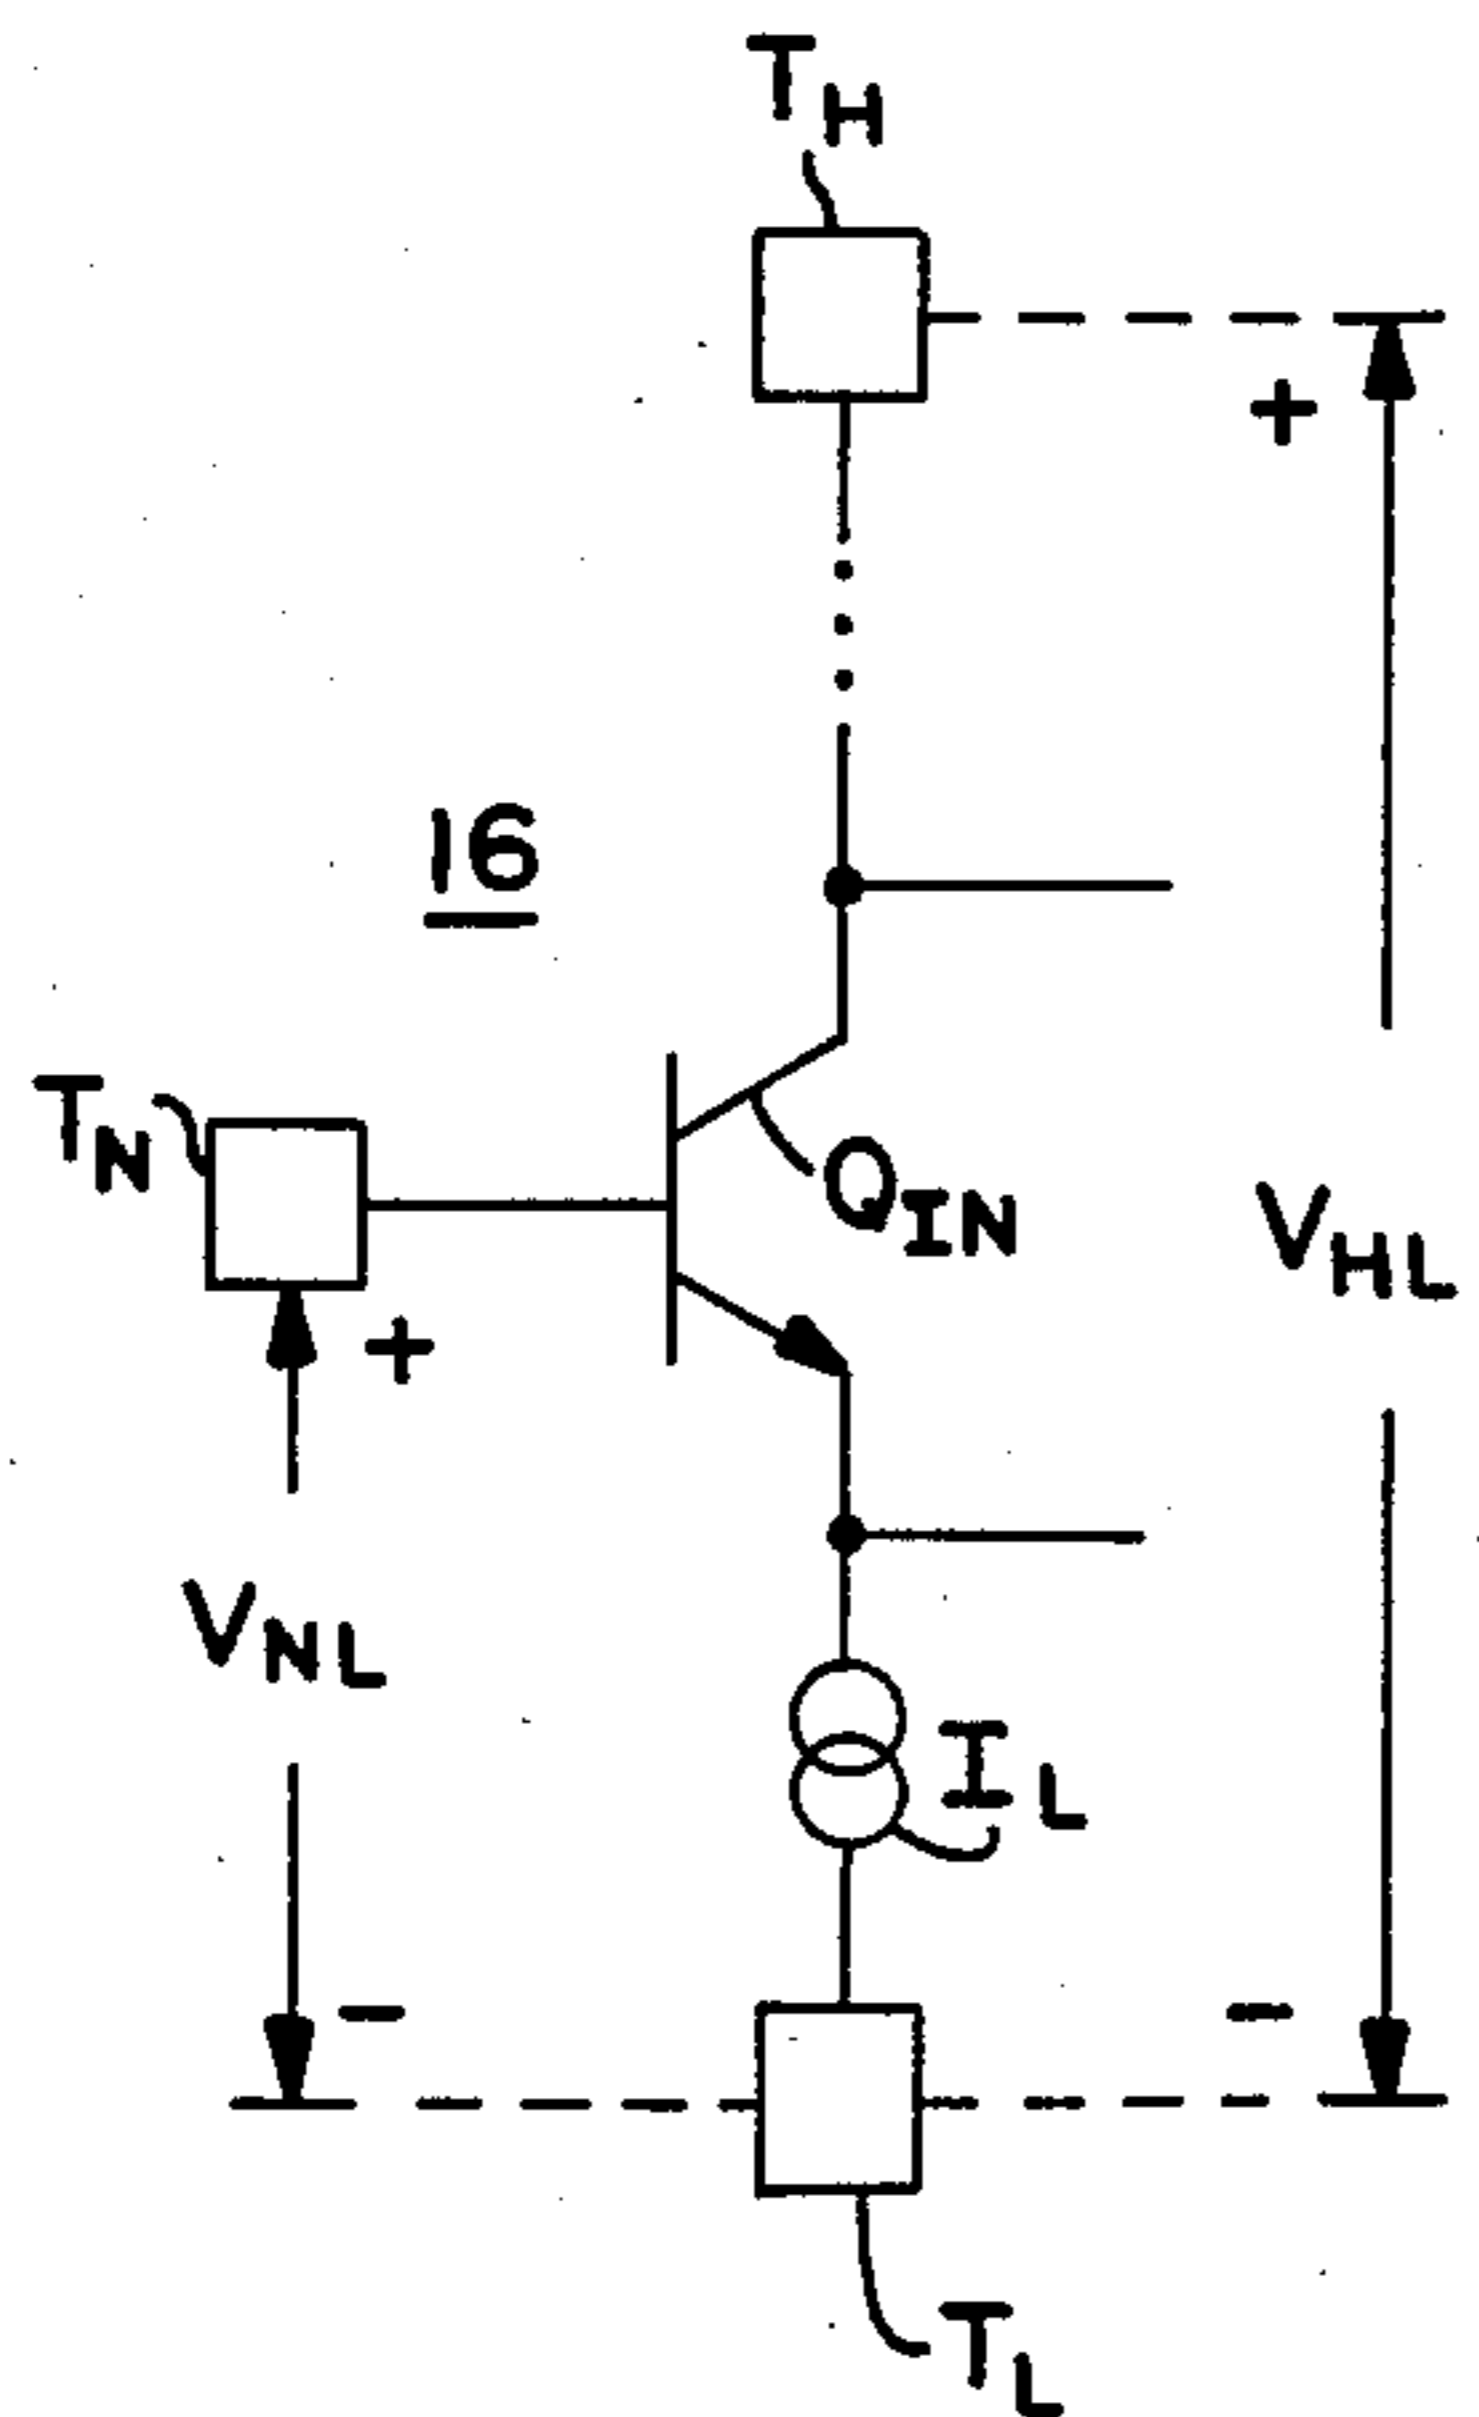 T_H
+
16
T_N
Q_IN
V_HL
+
V_NL
I_L
-
-
T_L